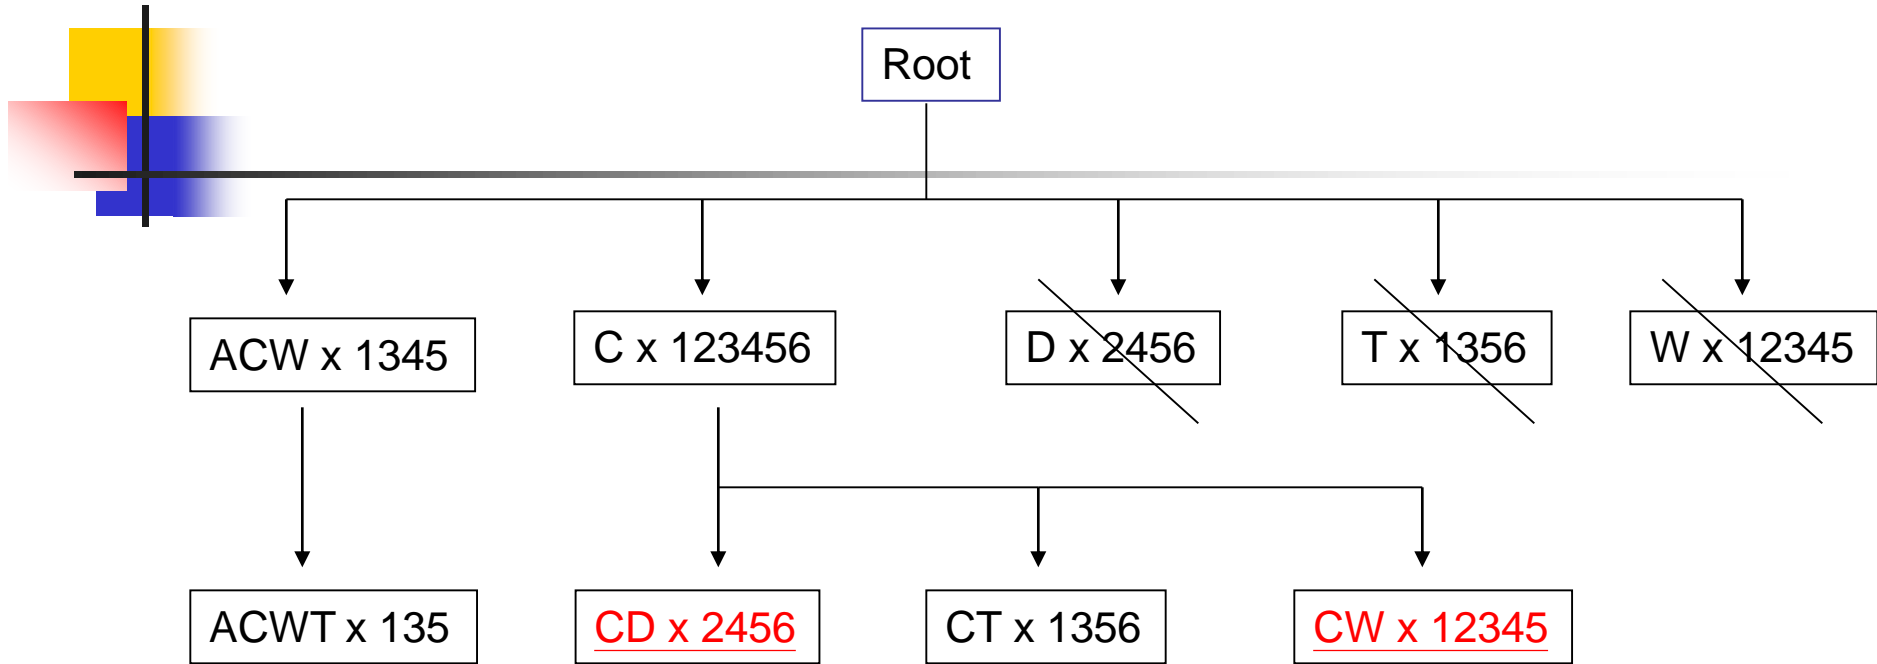 Root
ACW x 1345
C x 123456
D x 2456
T x 1356
W x 12345
ACWT x 135
CD x 2456
CT x 1356
CW x 12345